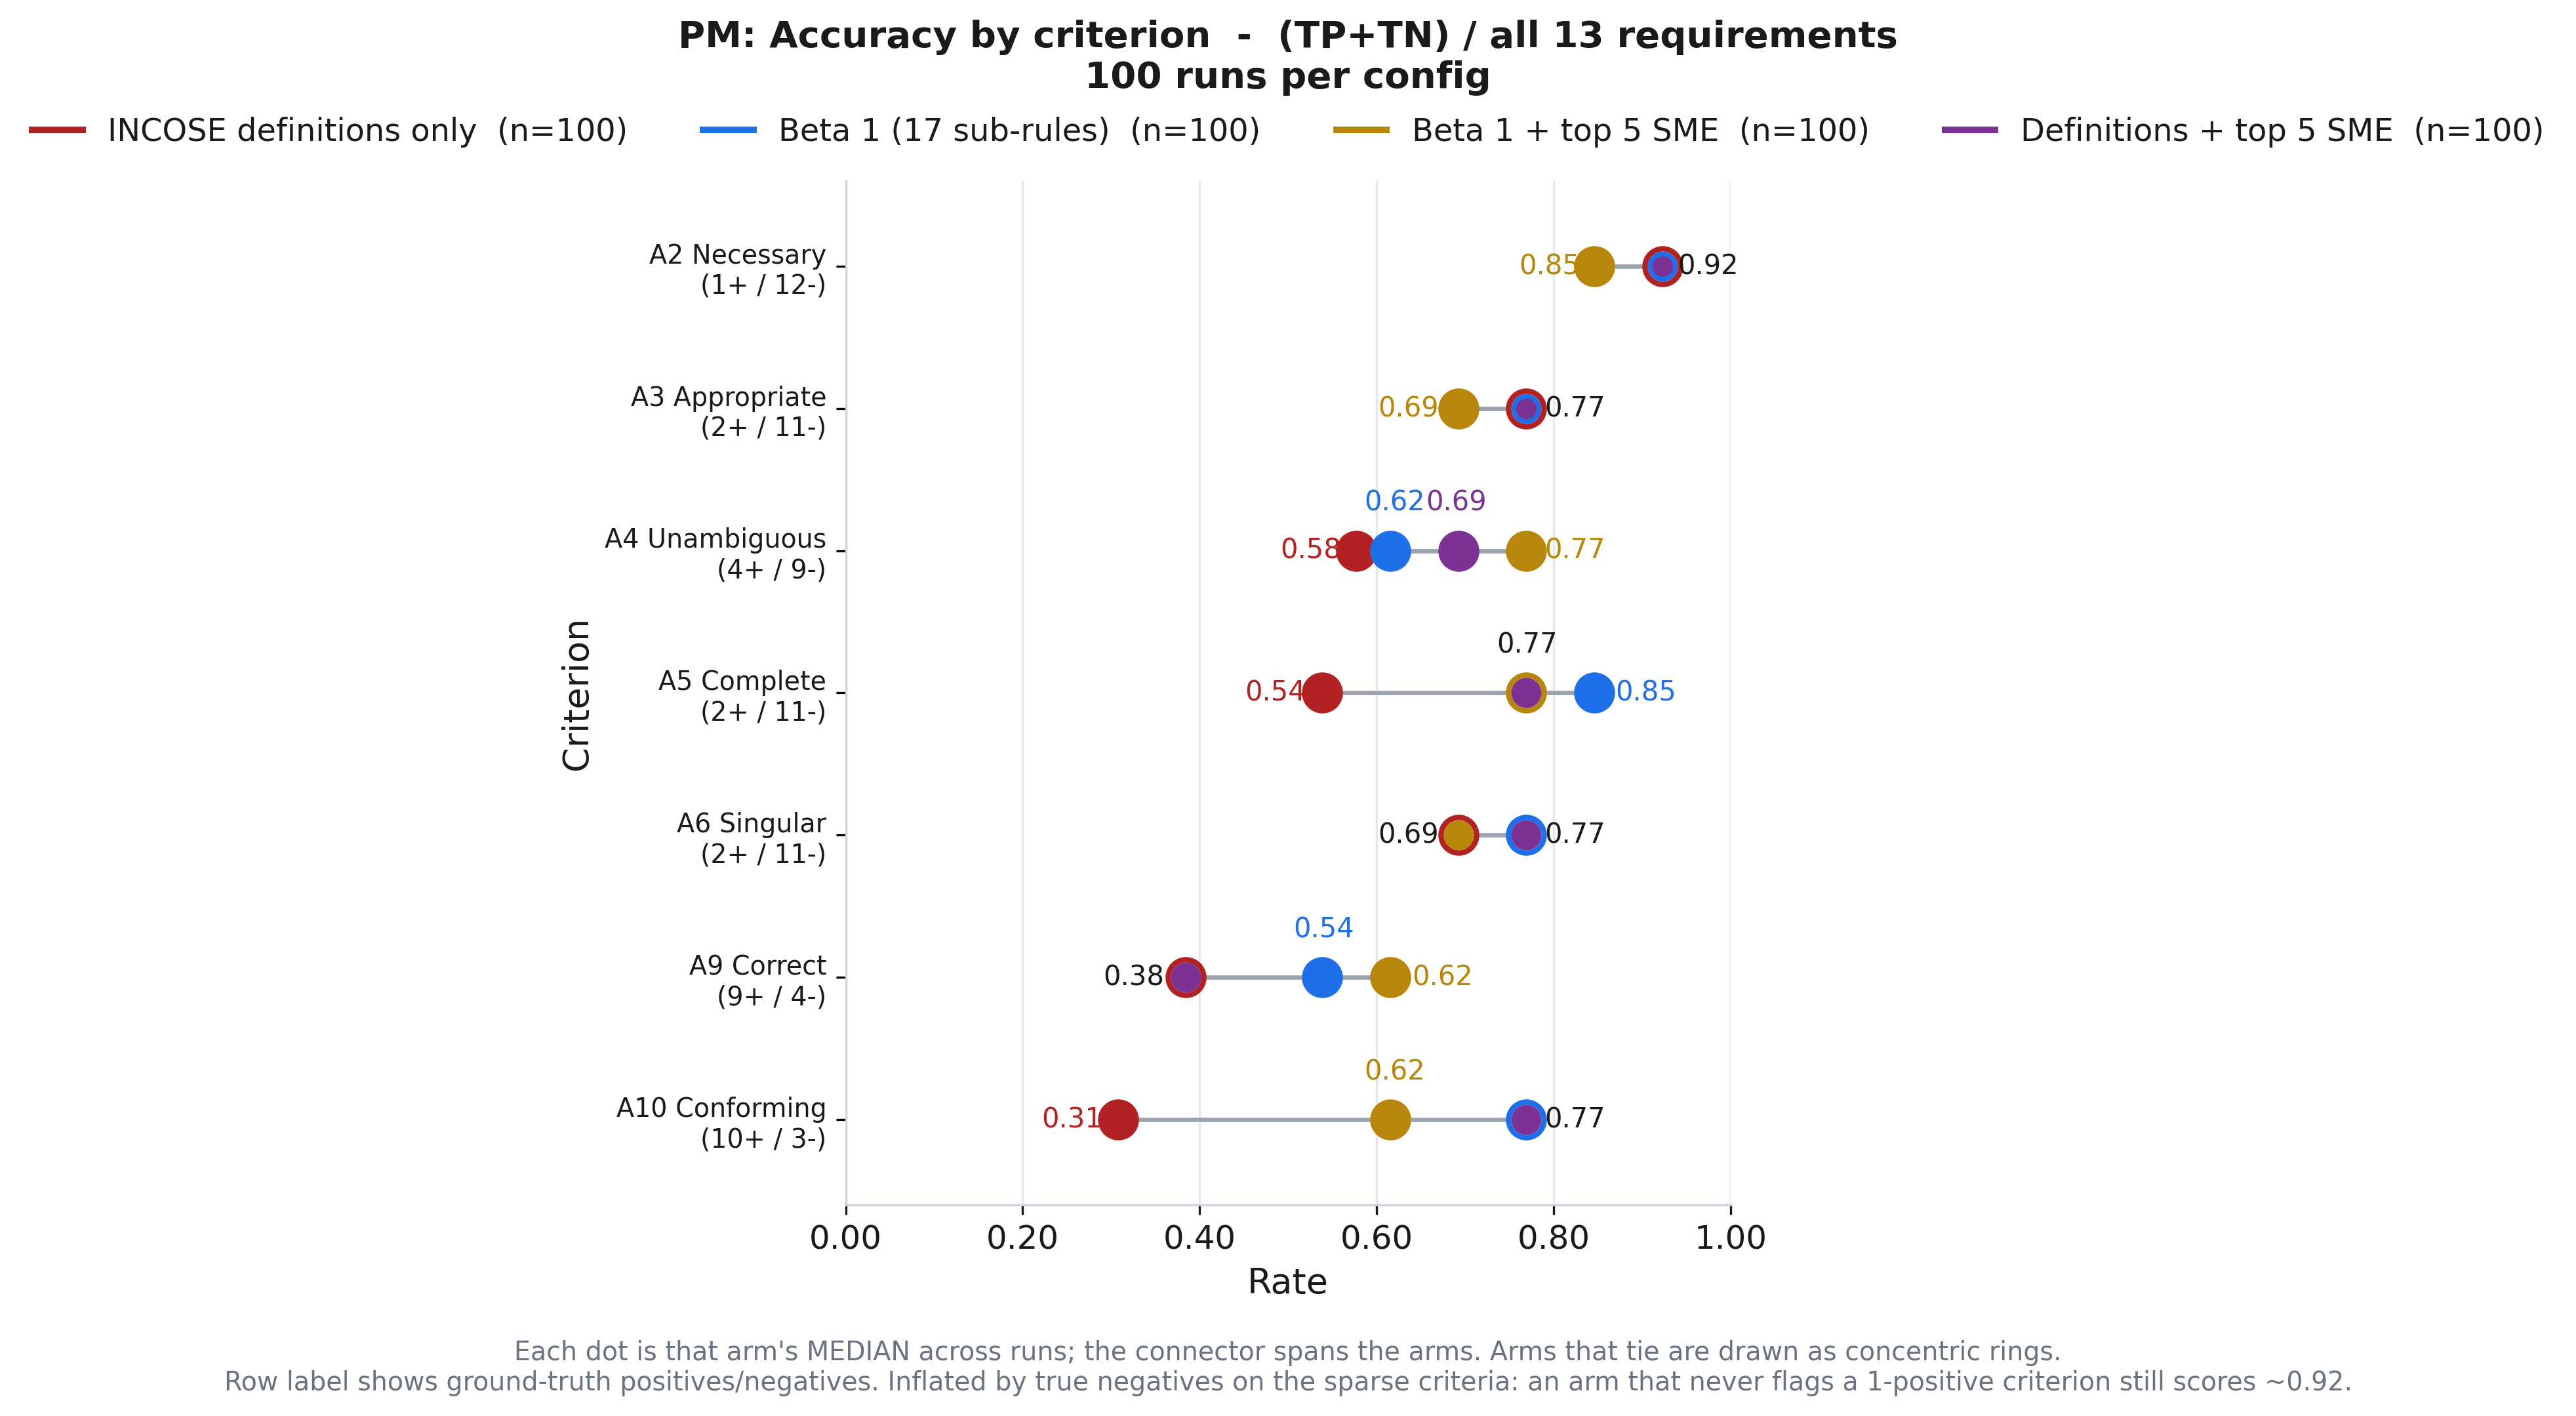 PM: Accuracy by criterion  -  (TP+TN) / all 13 requirements
100 runs per config
INCOSE definitions only  (n=100)
Beta 1 (17 sub-rules)  (n=100)
Beta 1 + top 5 SME  (n=100)
Definitions + top 5 SME  (n=100)
A2 Necessary
(1+ / 12-)
0.85
0.92
A3 Appropriate
(2+ / 11-)
0.69
0.77
A4 Unambiguous
(4+ / 9-)
0.58
0.62
0.69
0.77
A5 Complete
(2+ / 11-)
0.54
0.77
0.85
A6 Singular
(2+ / 11-)
0.69
0.77
A9 Correct
(9+ / 4-)
0.38
0.54
0.62
A10 Conforming
(10+ / 3-)
0.31
0.62
0.77
Criterion
0.00
0.20
0.40
0.60
0.80
1.00
Rate
Each dot is that arm's MEDIAN across runs; the connector spans the arms. Arms that tie are drawn as concentric rings.
Row label shows ground-truth positives/negatives. Inflated by true negatives on the sparse criteria: an arm that never flags a 1-positive criterion still scores ~0.92.